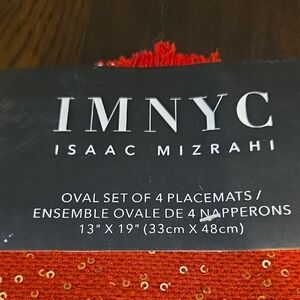 IMNYC
ISAAC MIZRAHI
OVAL SET OF 4 PLACEMATS /
ENSEMBLE OVALE DE 4 NAPPERONS
13" X 19" (33cm X 48cm)